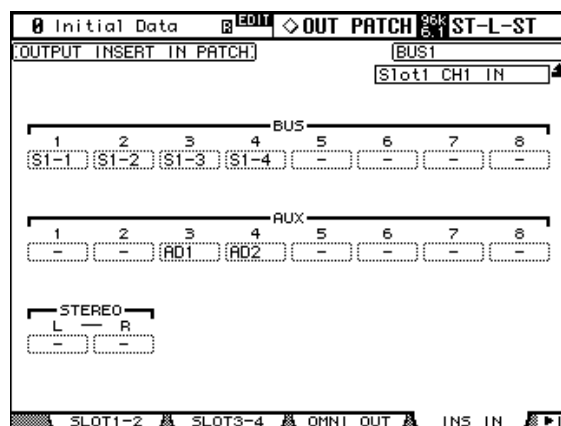 0 Initial Data R EDIT ◇OUT PATCH 96k 6.1 ST-L-ST
OUTPUT INSERT IN PATCH BUS1
Slot1 CH1 IN
BUS
1 2 3 4 5 6 7 8
S1-1 S1-2 S1-3 S1-4 - - - -
AUX
1 2 3 4 5 6 7 8
- - AD1 AD2 - - - -
STEREO
L — R
- -
SLOT1-2 SLOT3-4 OMNI OUT INS IN